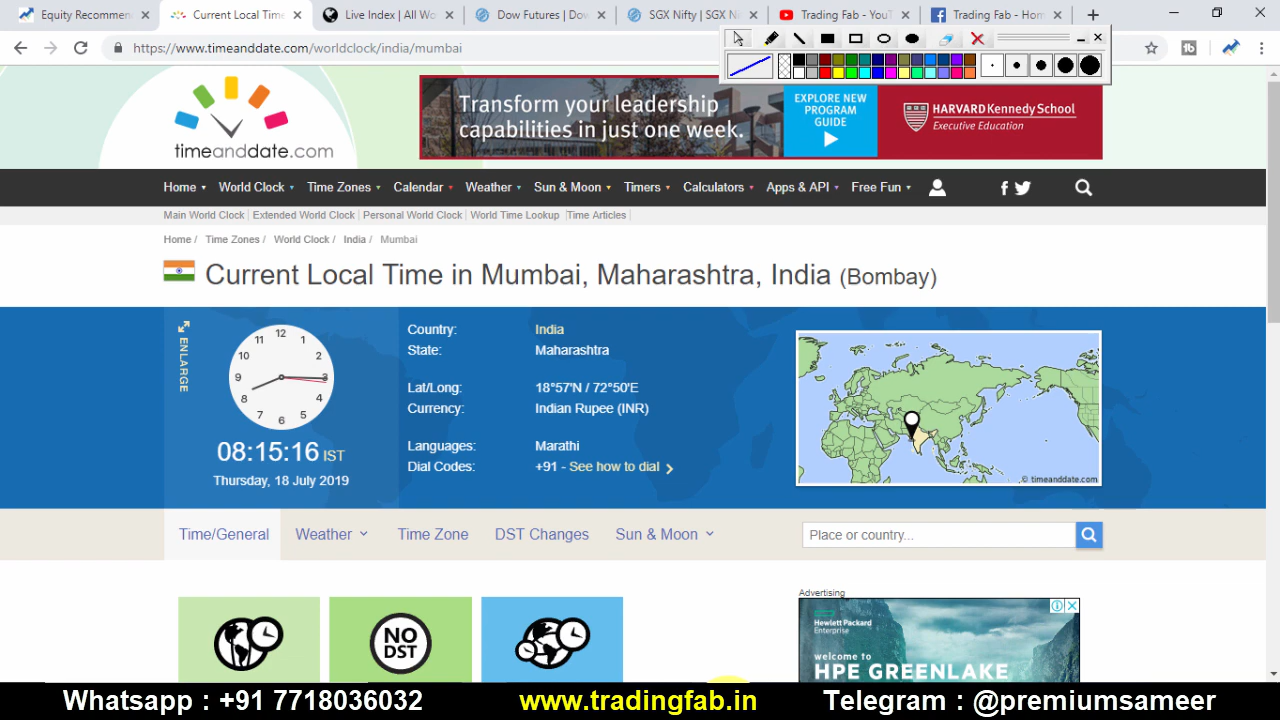 Equity Recommen
Current Local Time
Live Index | All Wo
Dow Futures | Dow
SGX Nifty | SGX N
Trading Fab - YouT
Trading Fab - Hom
https://www.timeanddate.com/worldclock/india/mumbai
timeanddate.com
Transform your leadership
capabilities in just one week.
EXPLORE NEW
PROGRAM
GUIDE
HARVARD Kennedy School
Executive Education
Home World Clock Time Zones Calendar Weather Sun & Moon Timers Calculators Apps & API Free Fun
Main World Clock Extended World Clock Personal World Clock World Time Lookup Time Articles
Home / Time Zones / World Clock / India / Mumbai
Current Local Time in Mumbai, Maharashtra, India (Bombay)
ENLARGE
12
1
2
3
4
5
6
7
8
9
10
11
08:15:16 IST
Thursday, 18 July 2019
Country: India
State: Maharashtra
Lat/Long: 18°57'N / 72°50'E
Currency: Indian Rupee (INR)
Languages: Marathi
Dial Codes: +91 - See how to dial
© timeanddate.com
Time/General Weather Time Zone DST Changes Sun & Moon
Place or country...
NO
DST
Advertising
Hewlett Packard
Enterprise
welcome to
HPE GREENLAKE
Whatsapp : +91 7718036032 www.tradingfab.in Telegram : @premiumsameer